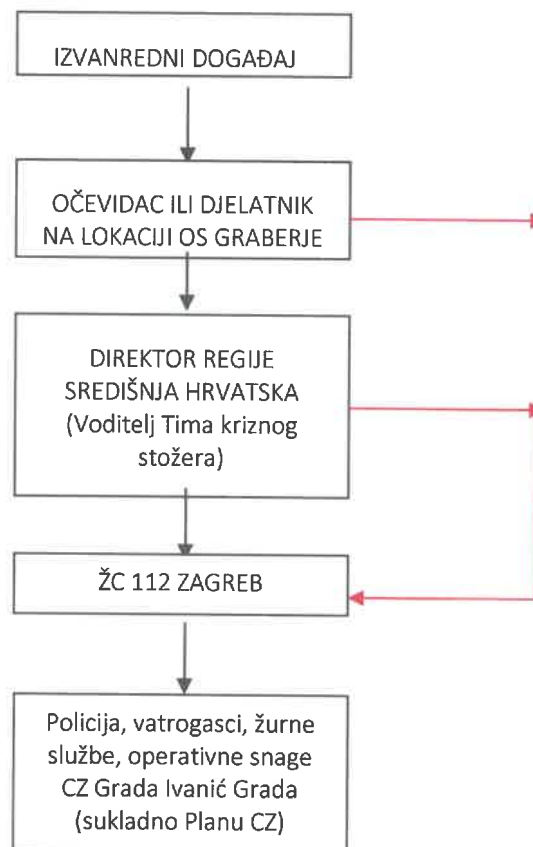 IZVANREDNI DOGAĐAJ
OČEVIDAC ILI DJELATNIK
NA LOKACIJI OS GRABERJE
DIREKTOR REGIJE
SREDIŠNJA HRVATSKA
(Voditelj Tima kriznog
stožera)
ŽC 112 ZAGREB
Policija, vatrogasci, žurne
službe, operativne snage
CZ Grada Ivanić Grada
(sukladno Planu CZ)